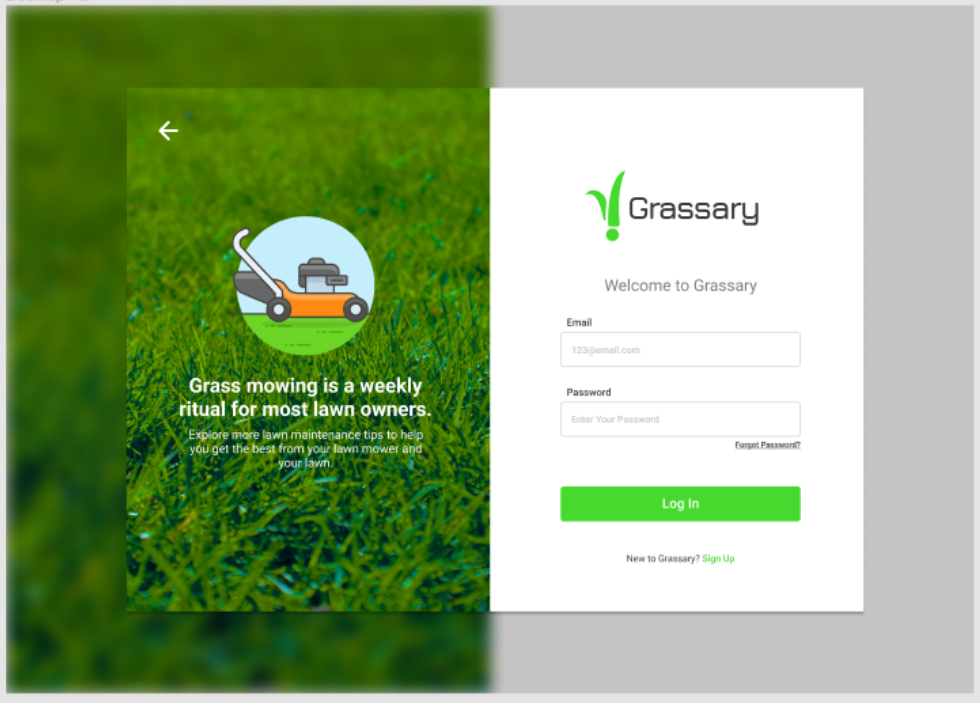 Grass mowing is a weekly
ritual for most lawn owners.
Explore more lawn maintenance tips to help
you get the best from your lawn mower and
your lawn.
Grassary
Welcome to Grassary
Email
123@email.com
Password
Enter Your Password
Forgot Password?
Log In
New to Grassary? Sign Up